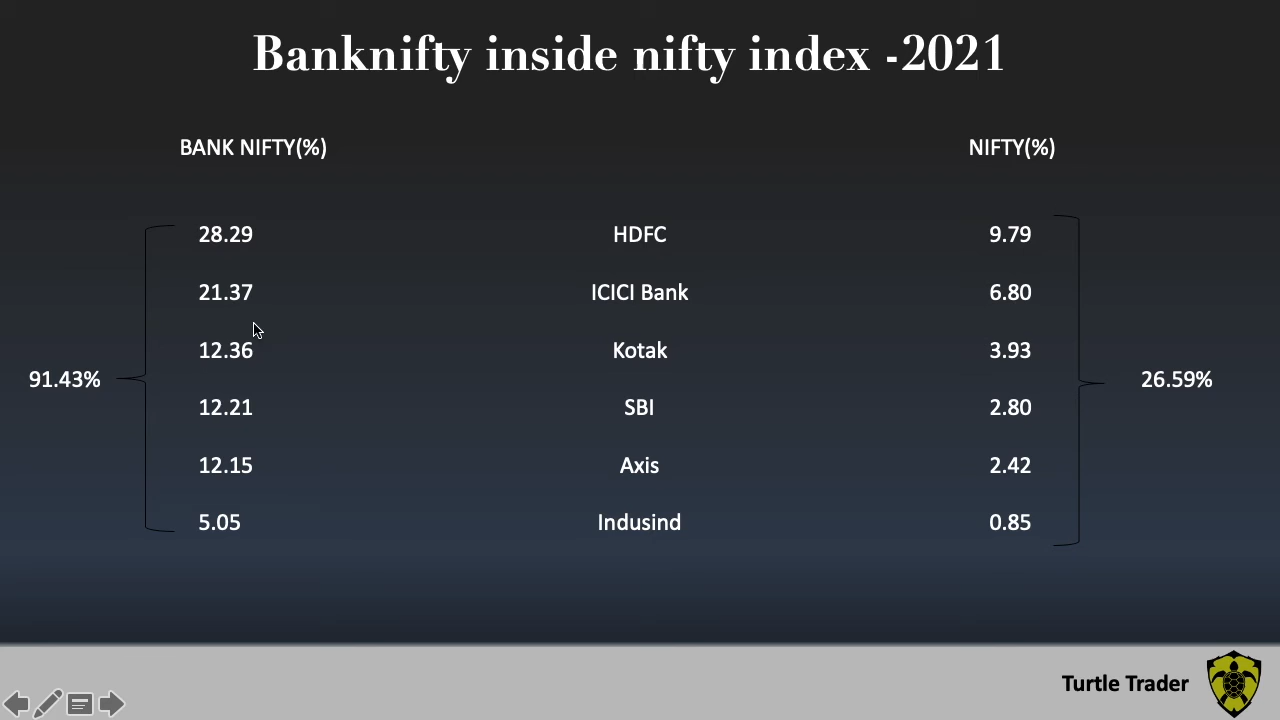 Banknifty inside nifty index -2021
BANK NIFTY(%) NIFTY(%)
28.29 HDFC 9.79
21.37 ICICI Bank 6.80
12.36 Kotak 3.93
91.43% 26.59%
12.21 SBI 2.80
12.15 Axis 2.42
5.05 Indusind 0.85
Turtle Trader